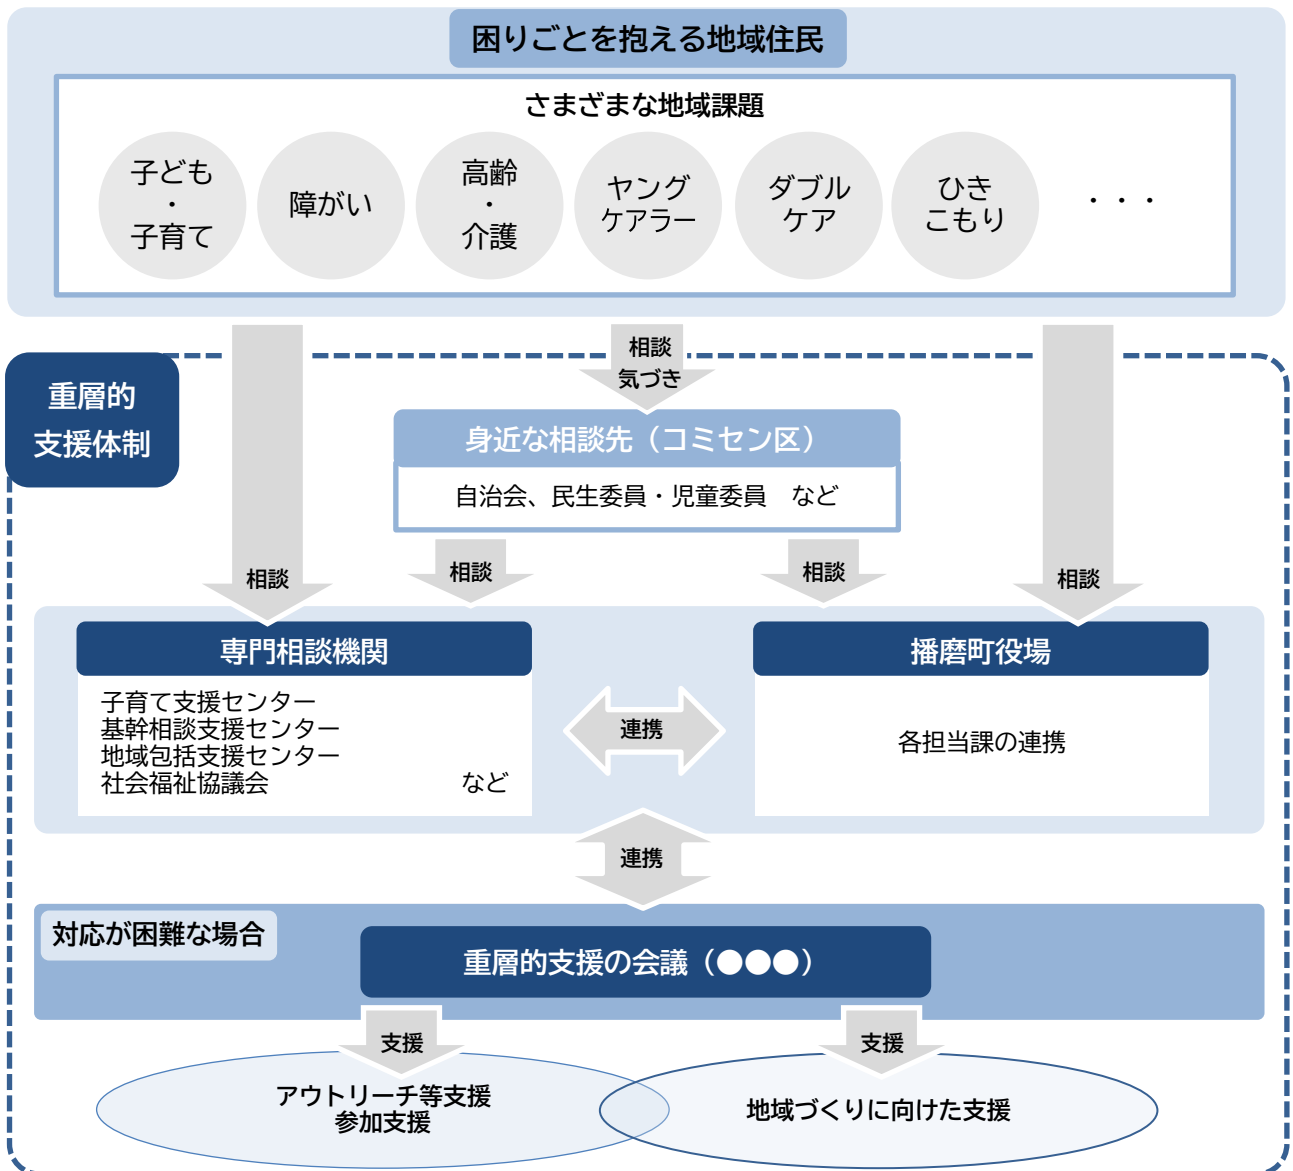 困りごとを抱える地域住民
さまざまな地域課題
子ども
・
子育て
障がい
高齢
・
介護
ヤング
ケアラー
ダブル
ケア
ひき
こもり
・・・
相談
気づき
重層的
支援体制
身近な相談先（コミセン区）
自治会、民生委員・児童委員　など
相談
相談
相談
相談
専門相談機関
子育て支援センター
基幹相談支援センター
地域包括支援センター
社会福祉協議会　など
連携
播磨町役場
各担当課の連携
連携
対応が困難な場合
重層的支援の会議（●●●）
支援
支援
アウトリーチ等支援
参加支援
地域づくりに向けた支援